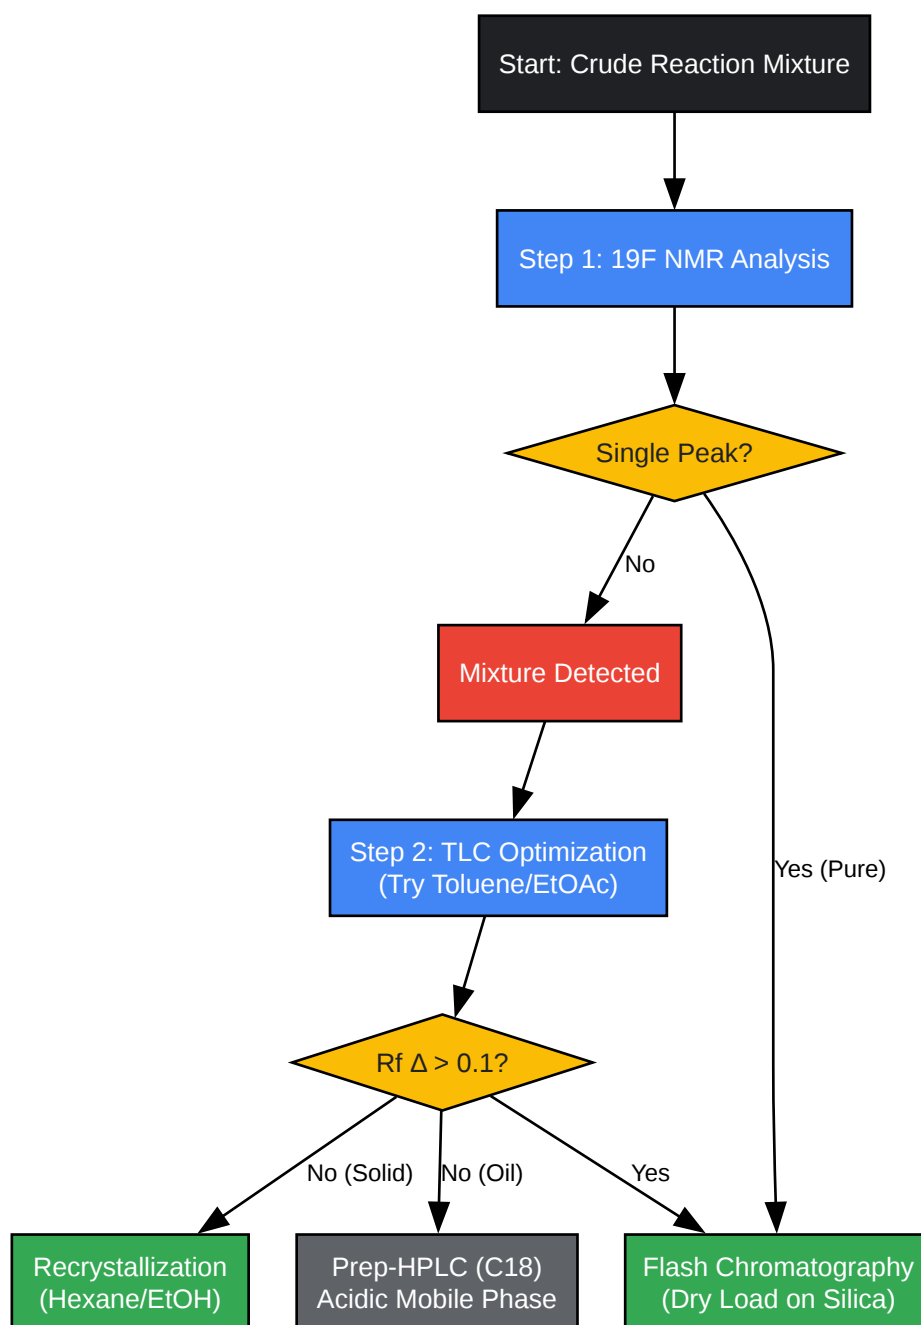 Start: Crude Reaction Mixture
Step 1: 19F NMR Analysis
Single Peak?
No
Mixture Detected
Yes (Pure)
Step 2: TLC Optimization
(Try Toluene/EtOAc)
Rf Δ > 0.1?
No (Solid)
No (Oil)
Yes
Recrystallization
(Hexane/EtOH)
Prep-HPLC (C18)
Acidic Mobile Phase
Flash Chromatography
(Dry Load on Silica)